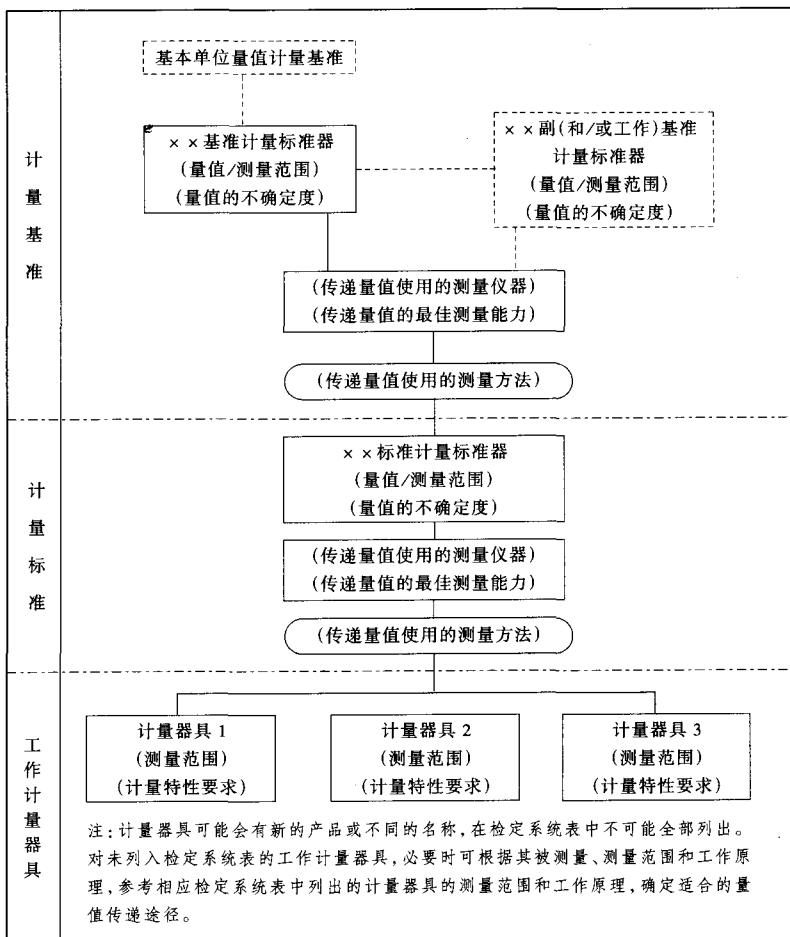 计量基准
基本单位量值计量基准
××基准计量标准器
(量值/测量范围)
(量值的不确定度)
××副(和/或工作)基准
计量标准器
(量值/测量范围)
(量值的不确定度)
(传递量值使用的测量仪器)
(传递量值的最佳测量能力)
(传递量值使用的测量方法)
计量标准
××标准计量标准器
(量值/测量范围)
(量值的不确定度)
(传递量值使用的测量仪器)
(传递量值的最佳测量能力)
(传递量值使用的测量方法)
工作计量器具
计量器具1
(测量范围)
(计量特性要求)
计量器具2
(测量范围)
(计量特性要求)
计量器具3
(测量范围)
(计量特性要求)
注:计量器具可能会有新的产品或不同的名称,在检定系统表中不可能全部列出。
对未列入检定系统表的工作计量器具,必要时可根据其被测量、测量范围和工作原
理,参考相应检定系统表中列出的计量器具的测量范围和工作原理,确定适合的量
值传递途径。